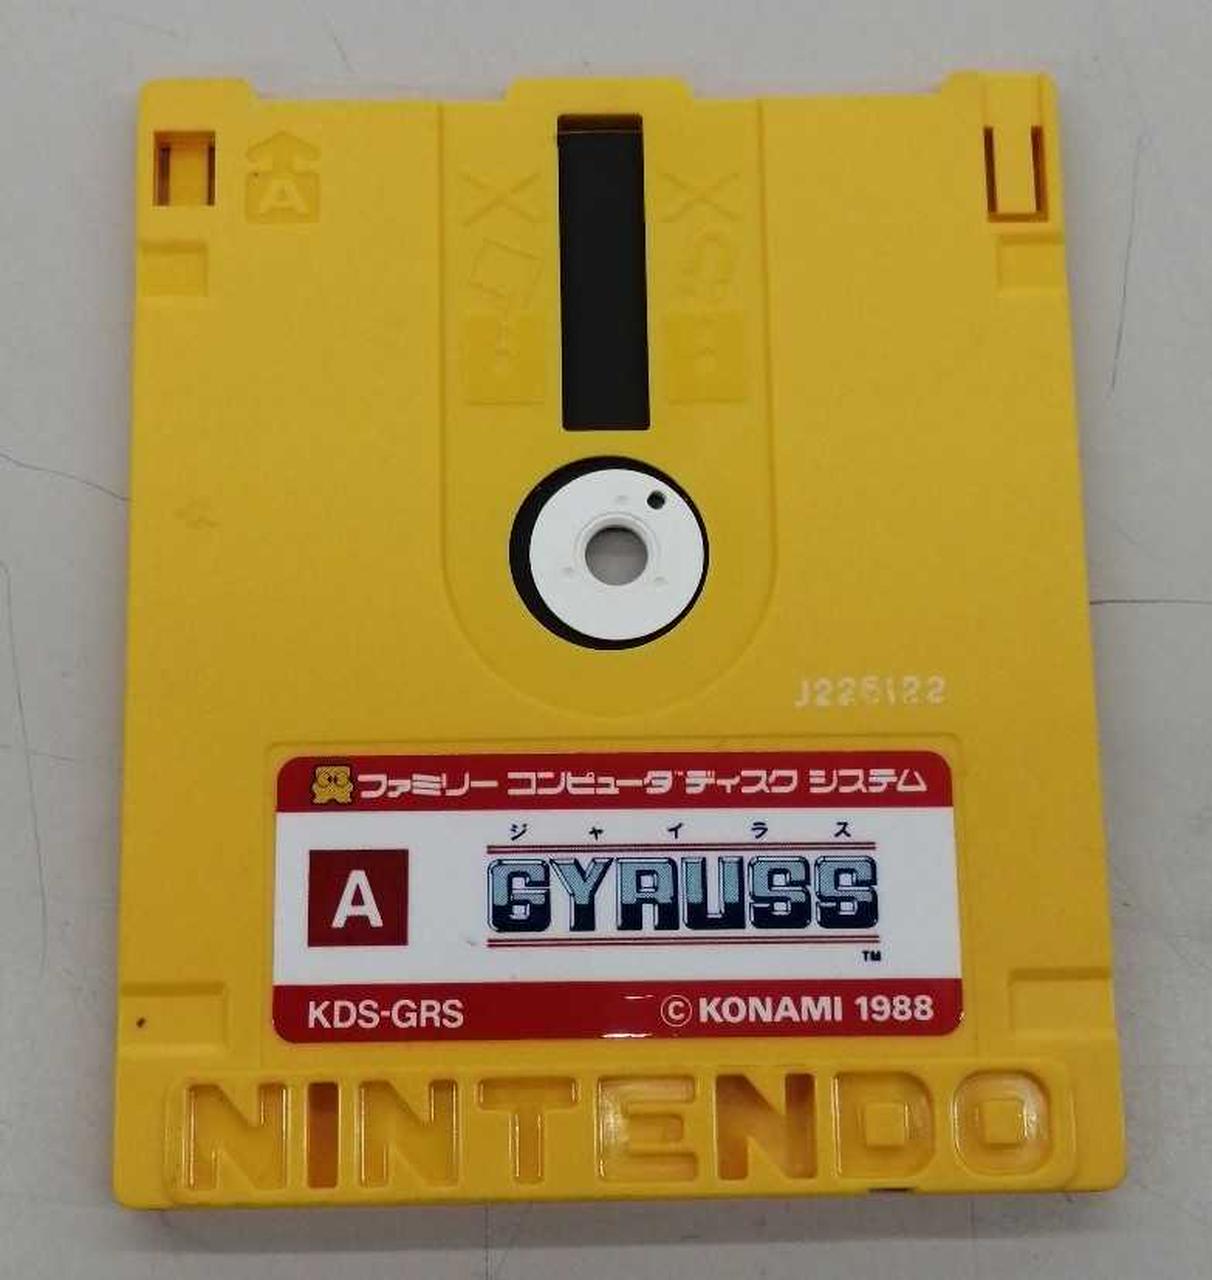 A
J226122
ファミリー コンピュータ ディスク システム
ジャイラス
A
GYRUSS
TM
KDS-GRS
© KONAMI 1988
NINTENDO